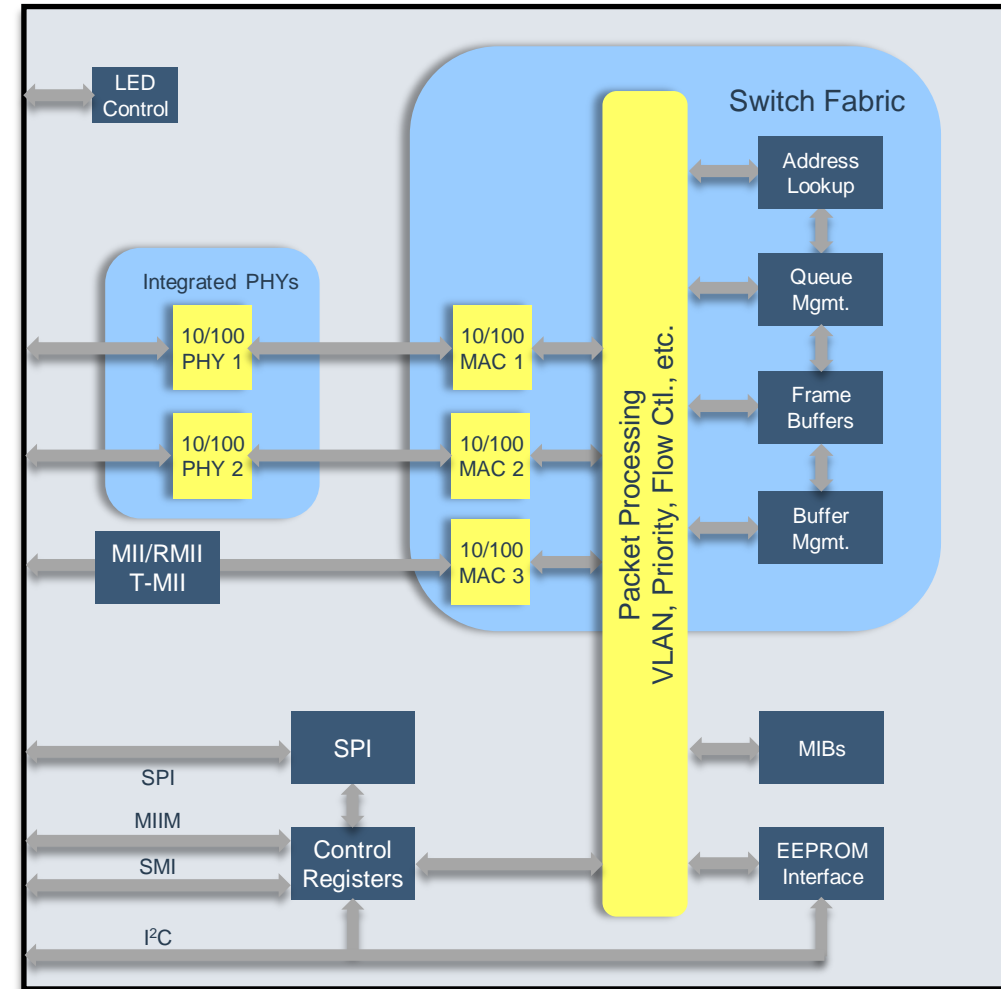 LED
Control
Switch Fabric
Address
Lookup
Integrated PHYs
Queue
Mgmt.
10/100
PHY 1
10/100
MAC 1
Packet Processing
VLAN, Priority, Flow Ctl., etc.
Frame
Buffers
10/100
PHY 2
10/100
MAC 2
Buffer
Mgmt.
MII/RMII
T-MII
10/100
MAC 3
SPI
MIBs
SPI
MIIM
Control
Registers
SMI
EEPROM
Interface
I²C